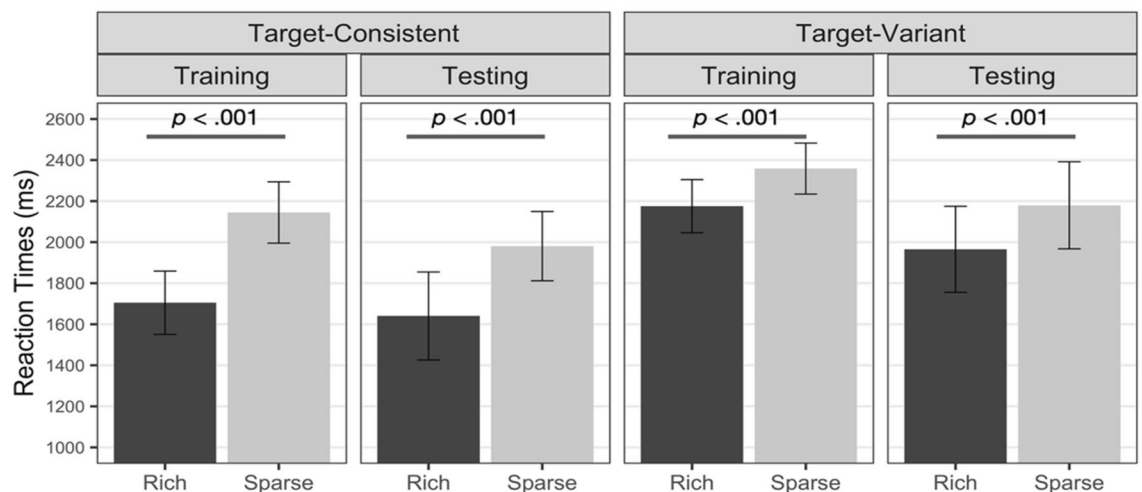 Target-Consistent Target-Variant
Training Testing Training Testing
p < .001 p < .001 p < .001 p < .001
Reaction Times (ms)
2600
2400
2200
2000
1800
1600
1400
1200
1000
Rich Sparse Rich Sparse Rich Sparse Rich Sparse